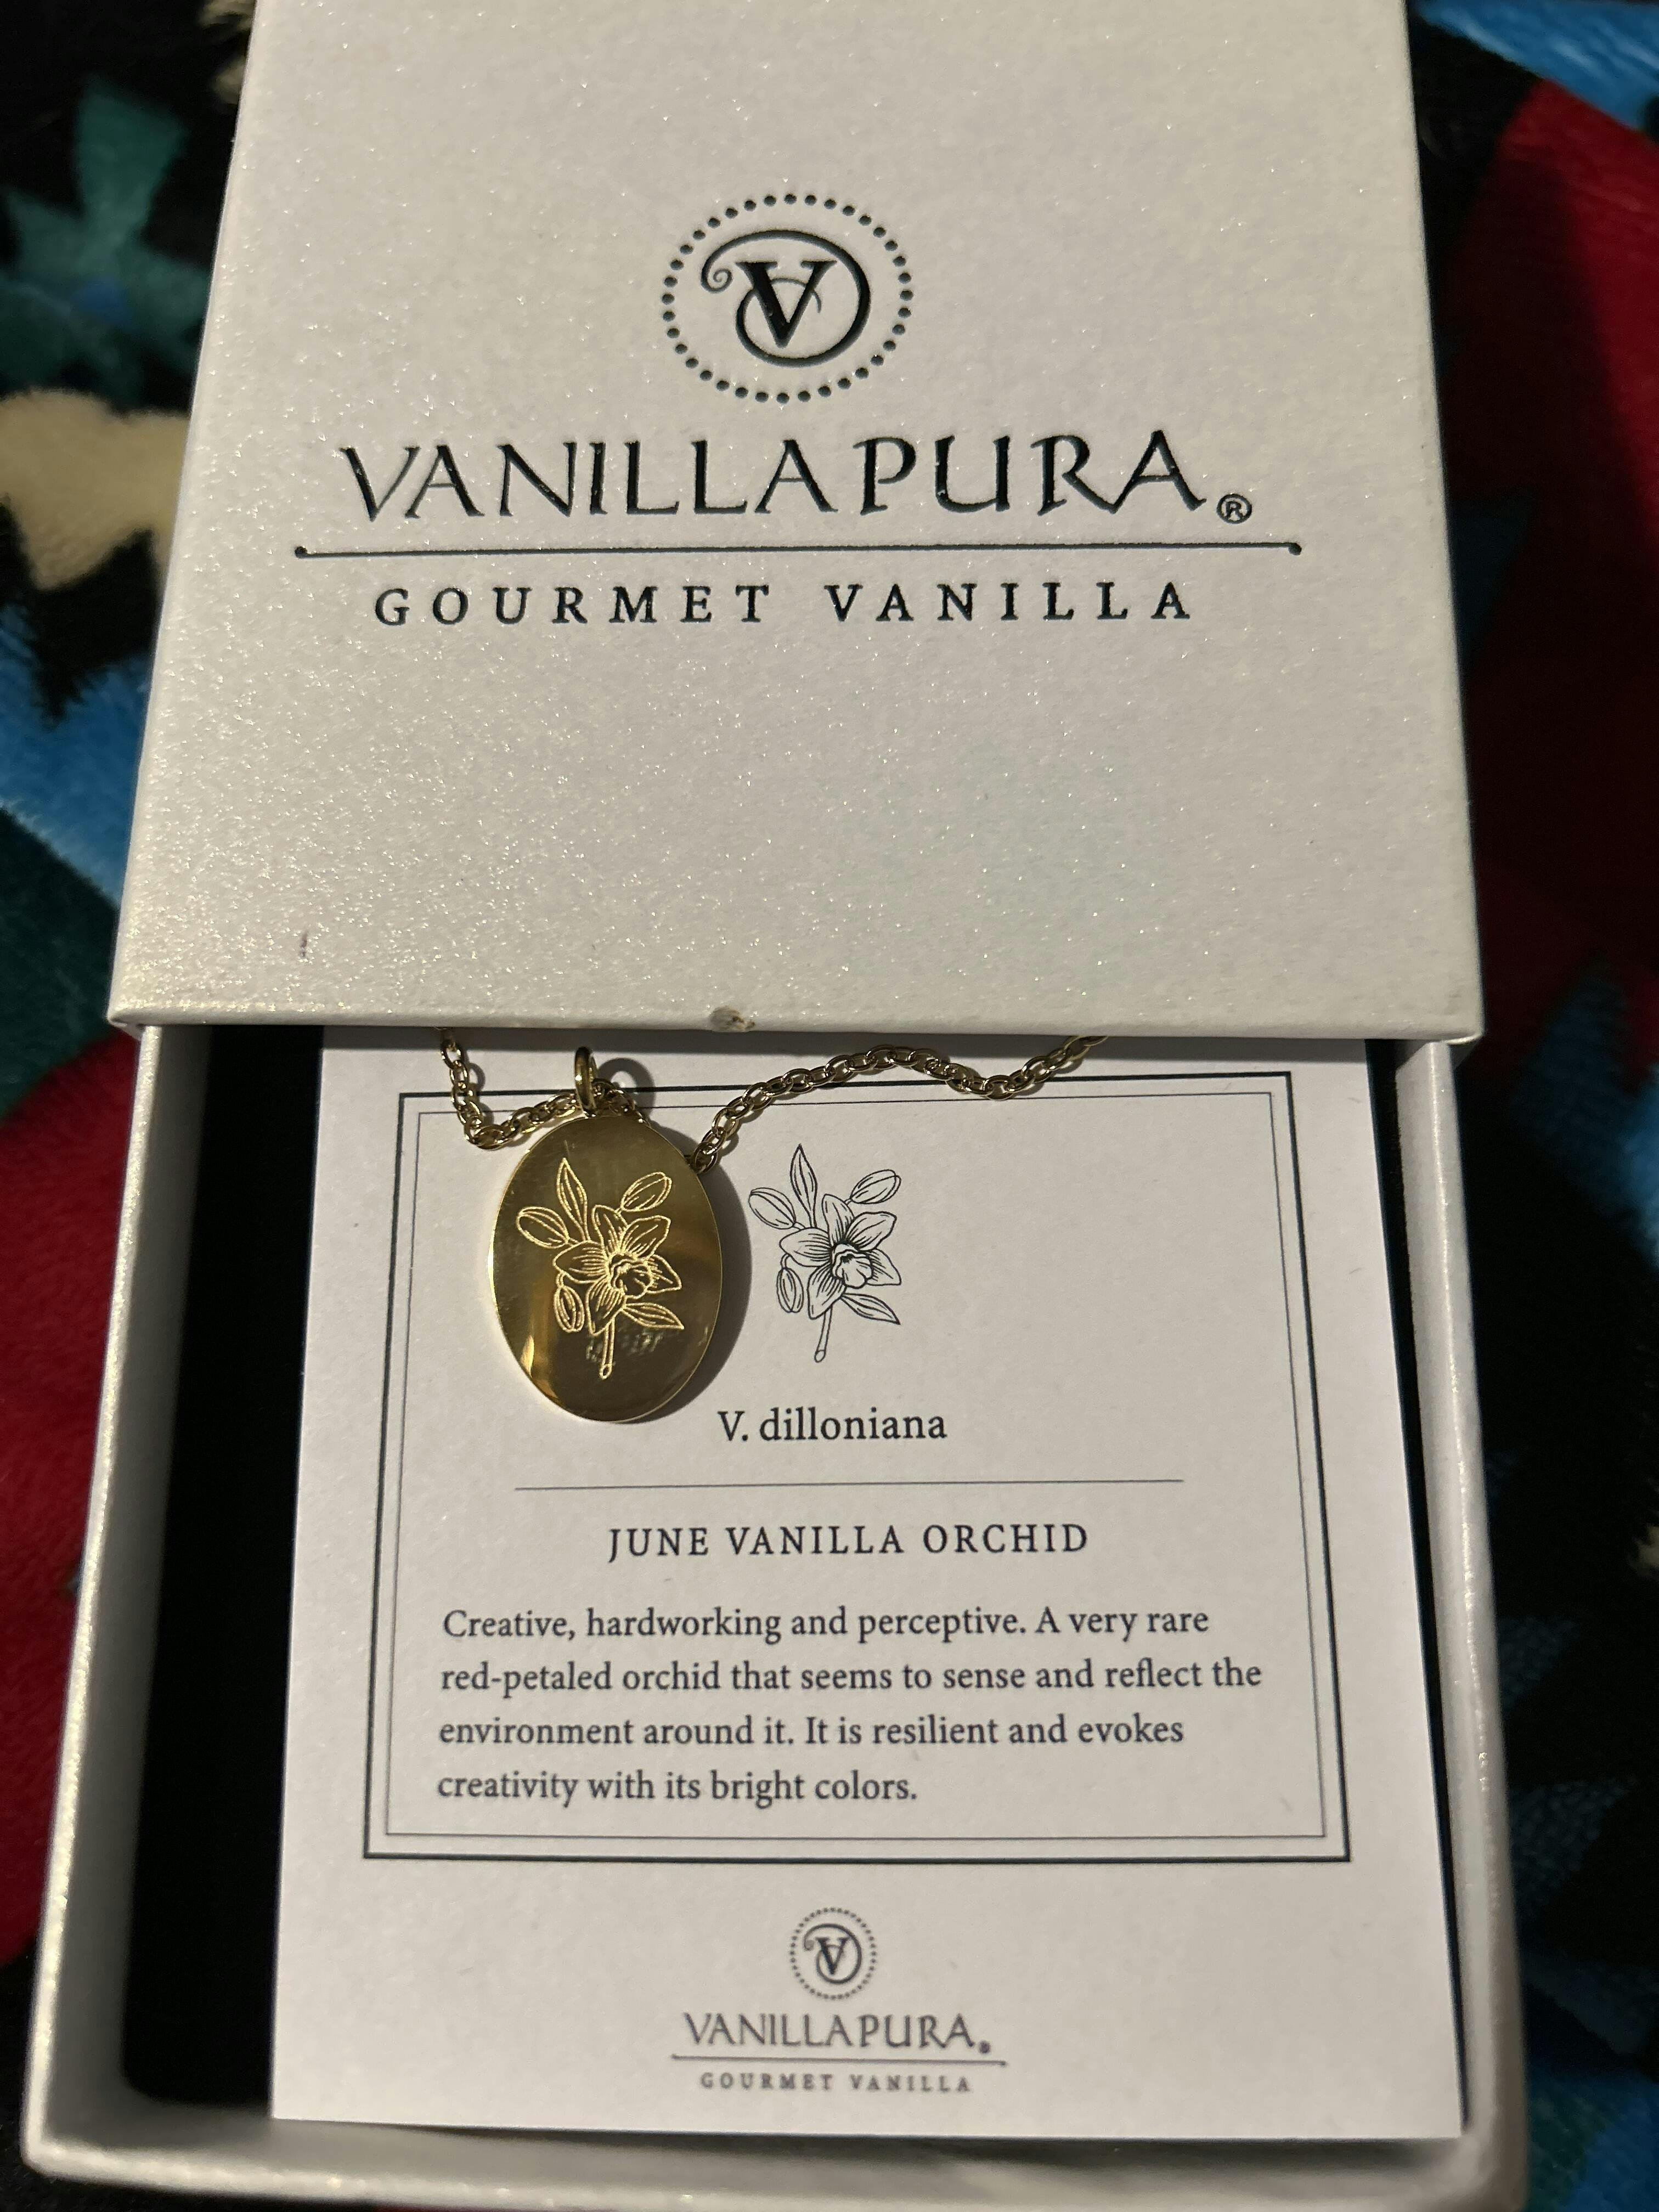 V
VANILLAPURA®
GOURMET VANILLA
V. dilloniana
JUNE VANILLA ORCHID
Creative, hardworking and perceptive. A very rare
red-petaled orchid that seems to sense and reflect the
environment around it. It is resilient and evokes
creativity with its bright colors.
V
VANILLAPURA®
GOURMET VANILLA